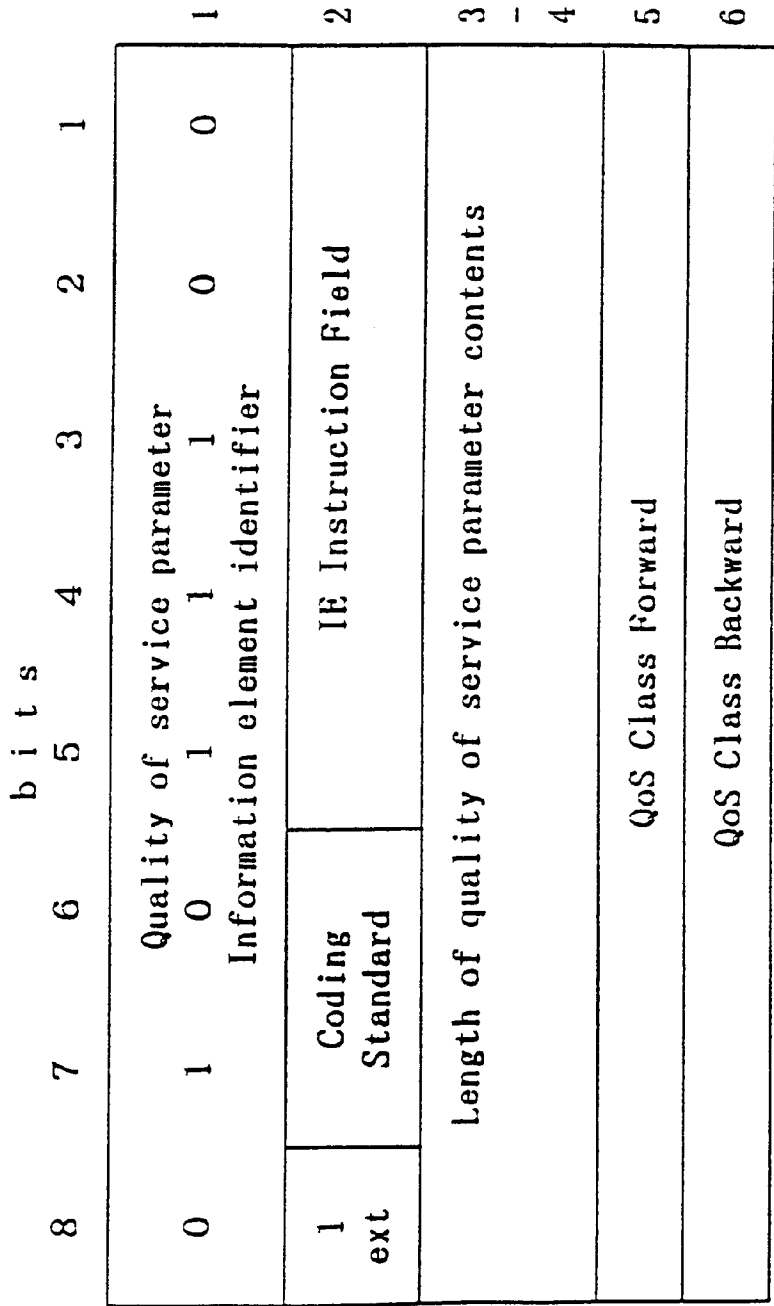 b i t s
8 7 6 5 4 3 2 1
Quality of service parameter
0 1 0 1 1 1 0 0 1
Information element identifier
1 Coding IE Instruction Field 2
ext Standard
Length of quality of service parameter contents 3
-
4
QoS Class Forward 5
QoS Class Backward 6